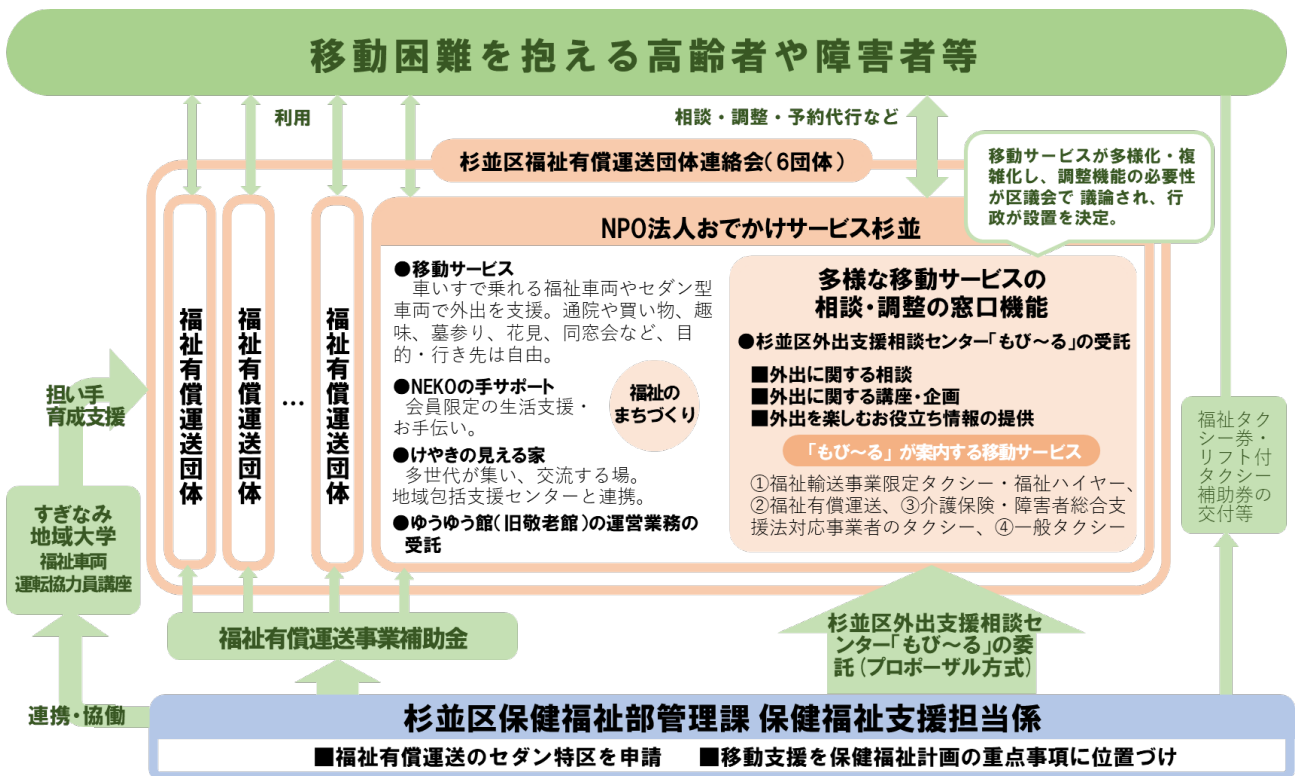 移動困難を抱える高齢者や障害者等
利用
相談・調整・予約代行など
杉並区福祉有償運送団体連絡会（6団体）
移動サービスが多様化・複
雑化し、調整機能の必要性
が区議会で 議論され、行
政が設置を決定。
福祉有償運送団体
福祉有償運送団体
…
福祉有償運送団体
NPO法人おでかけサービス杉並
●移動サービス
車いすで乗れる福祉車両やセダン型
車両で外出を支援。通院や買い物、趣
味、墓参り、花見、同窓会など、目
的・行き先は自由。
●NEKOの手サポート
会員限定の生活支援・
お手伝い。
●けやきの見える家
多世代が集い、交流する場。
地域包括支援センターと連携。
●ゆうゆう館（旧敬老館）の運営業務の
受託
福祉の
まちづくり
多様な移動サービスの
相談・調整の窓口機能
●杉並区外出支援相談センター「もび～る」の受託
■外出に関する相談
■外出に関する講座・企画
■外出を楽しむお役立ち情報の提供
「もび～る」が案内する移動サービス
①福祉輸送事業限定タクシー・福祉ハイヤー、
②福祉有償運送、③介護保険・障害者総合支
援法対応事業者のタクシー、④一般タクシー
担い手
育成支援
すぎなみ
地域大学
福祉車両
運転協力員講座
連携・協働
福祉有償運送事業補助金
杉並区外出支援相談セ
ンター「もび～る」の委
託（プロポーザル方式）
福祉タク
シー券・
リフト付
タクシー
補助券の
交付等
杉並区保健福祉部管理課 保健福祉支援担当係
■福祉有償運送のセダン特区を申請 ■移動支援を保健福祉計画の重点事項に位置づけ